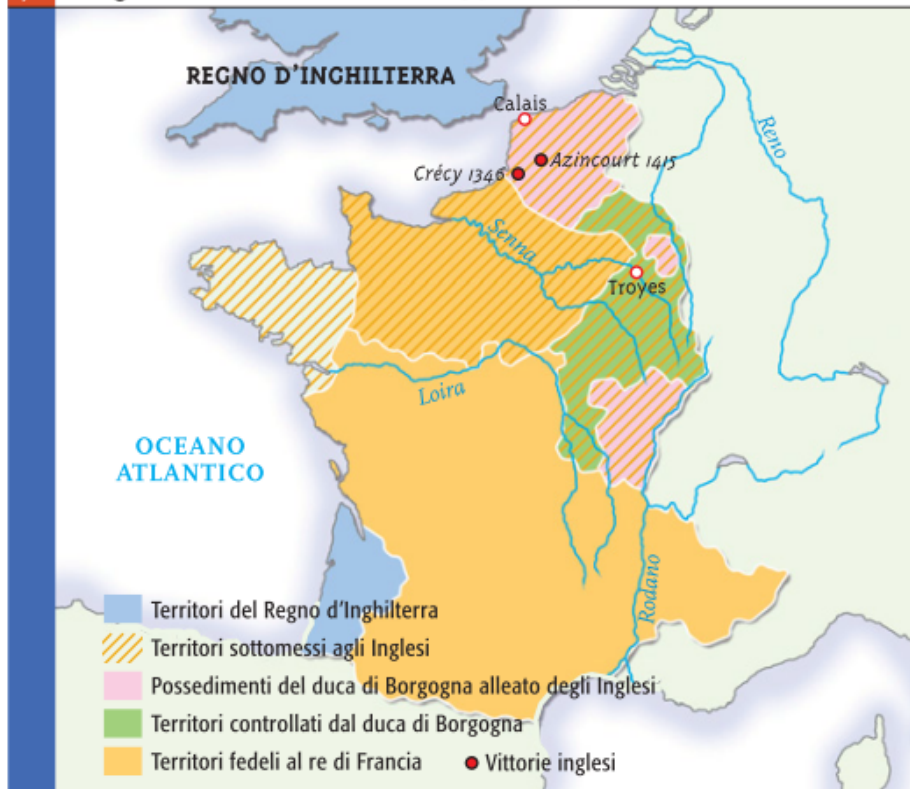 REGNO D'INGHILTERRA
Calais
Azincourt 1415
Crécy 1346
Reno
Senna
Troyes
Loira
OCEANO
ATLANTICO
Rodano
Territori del Regno d'Inghilterra
Territori sottomessi agli Inglesi
Possedimenti del duca di Borgogna alleato degli Inglesi
Territori controllati dal duca di Borgogna
Territori fedeli al re di Francia
Vittorie inglesi